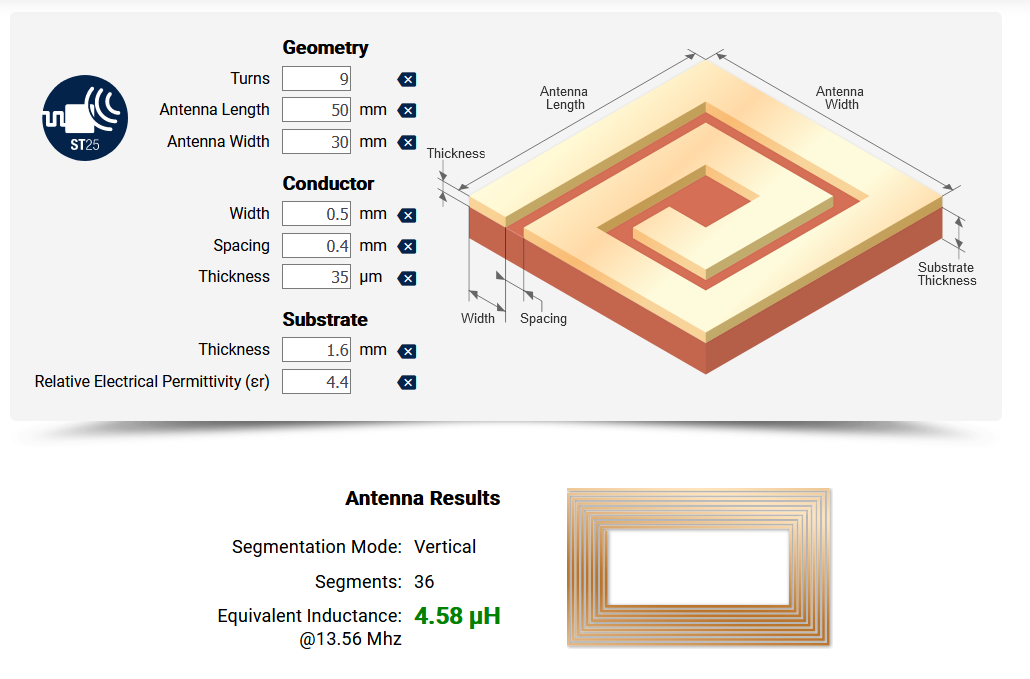 Geometry
Turns 9
Antenna Length 50 mm
Antenna Width 30 mm
ST25
Conductor
Width 0.5 mm
Spacing 0.4 mm
Thickness 35 µm
Substrate
Thickness 1.6 mm
Relative Electrical Permittivity (εr) 4.4
Antenna
Length
Antenna
Width
Thickness
Width
Spacing
Substrate
Thickness
Antenna Results
Segmentation Mode: Vertical
Segments: 36
Equivalent Inductance: 4.58 µH
@13.56 Mhz